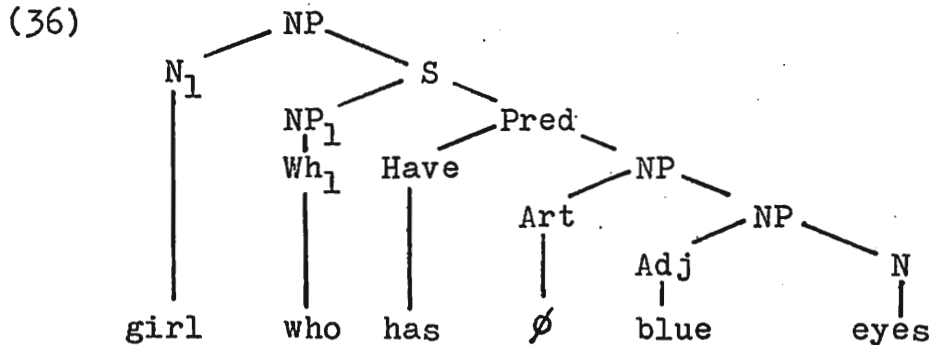 (36) NP
N₁ S
NP₁ Pred
Wh₁ Have NP
Art NP
Adj N
girl who has ∅ blue eyes